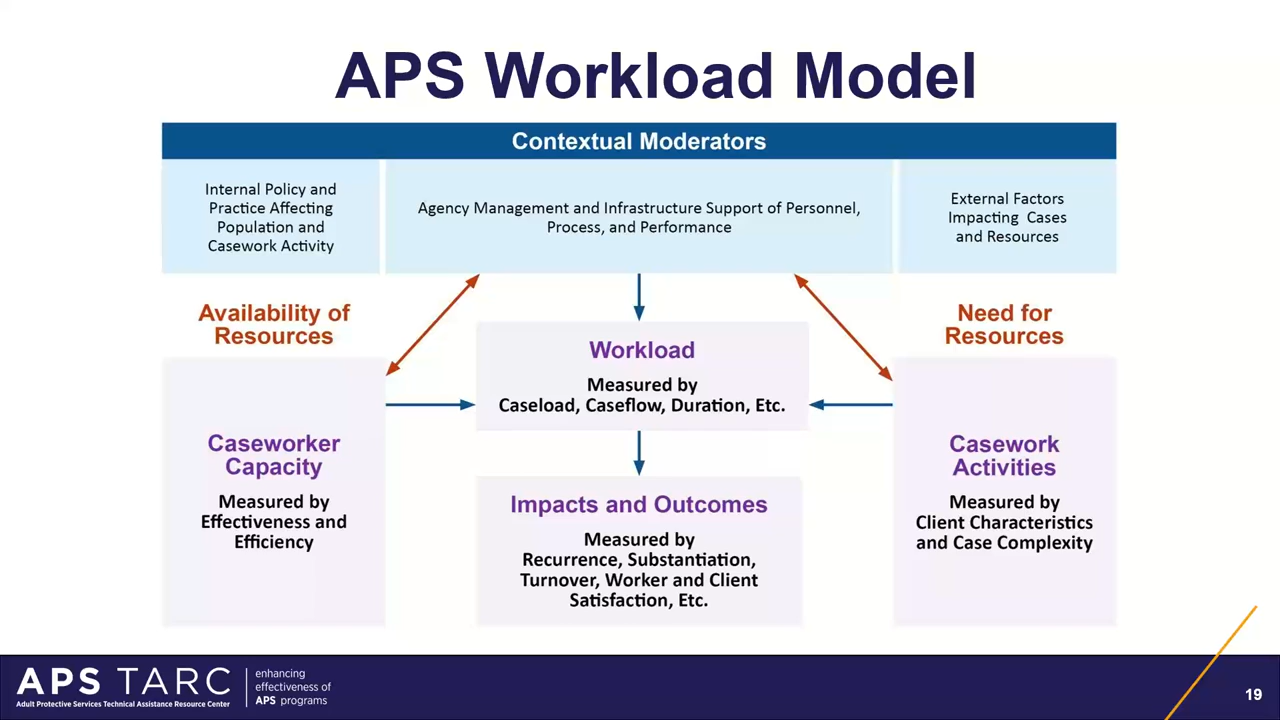 APS Workload Model
Contextual Moderators
Internal Policy and
Practice Affecting
Population and
Casework Activity
Agency Management and Infrastructure Support of Personnel,
Process, and Performance
External Factors
Impacting Cases
and Resources
Availability of
Resources
Need for
Resources
Workload
Measured by
Caseload, Caseflow, Duration, Etc.
Caseworker
Capacity
Measured by
Effectiveness and
Efficiency
Impacts and Outcomes
Measured by
Recurrence, Substantiation,
Turnover, Worker and Client
Satisfaction, Etc.
Casework
Activities
Measured by
Client Characteristics
and Case Complexity
APS TARC
Adult Protective Services Technical Assistance Resource Center
enhancing
effectiveness of
APS programs
19